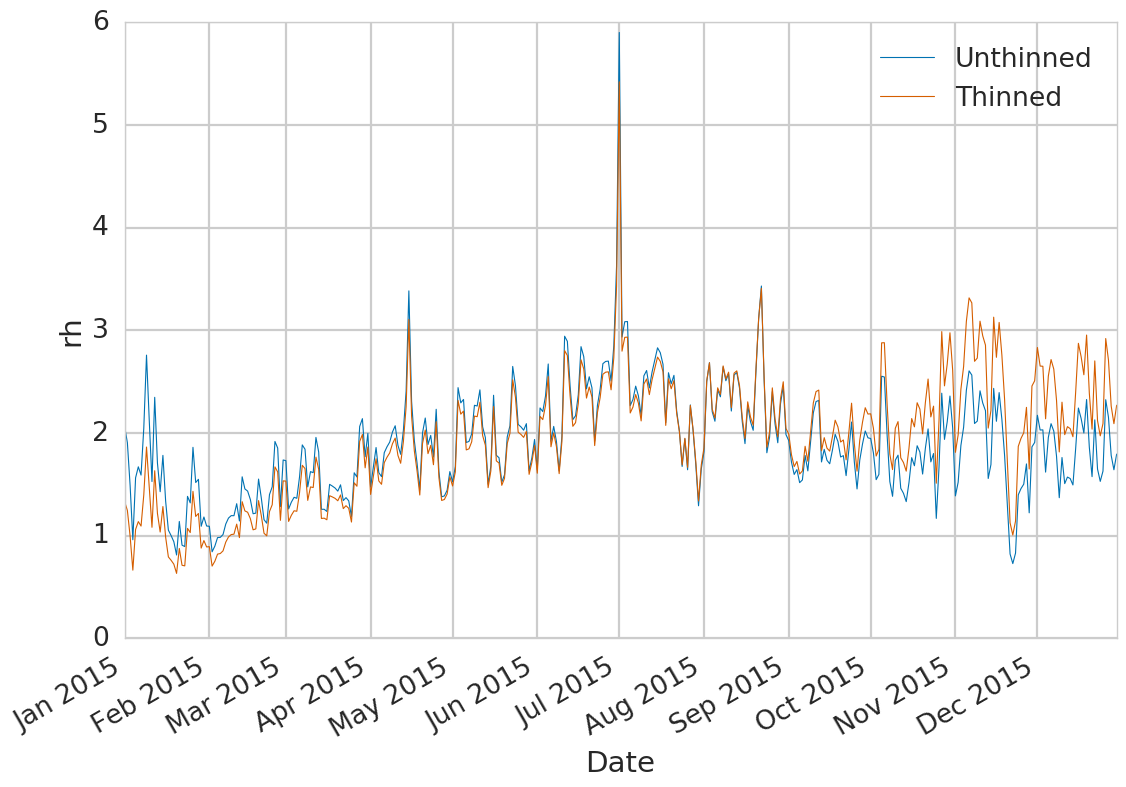 6
5
4
3
2
1
0
rh
Unthinned
Thinned
Jan 2015
Feb 2015
Mar 2015
Apr 2015
May 2015
Jun 2015
Jul 2015
Aug 2015
Sep 2015
Oct 2015
Nov 2015
Dec 2015
Date